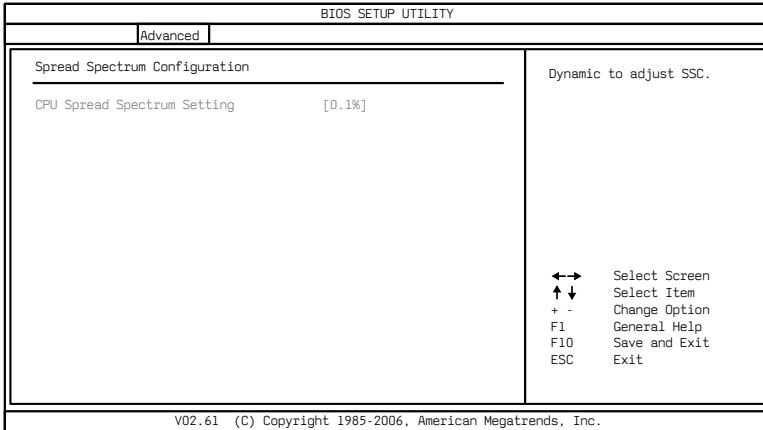 BIOS SETUP UTILITY
Advanced
Spread Spectrum Configuration
CPU Spread Spectrum Setting [0.1%]
Dynamic to adjust SSC.
←→ Select Screen
↑↓ Select Item
+ - Change Option
F1 General Help
F10 Save and Exit
ESC Exit
V02.61 (C) Copyright 1985-2006, American Megatrends, Inc.